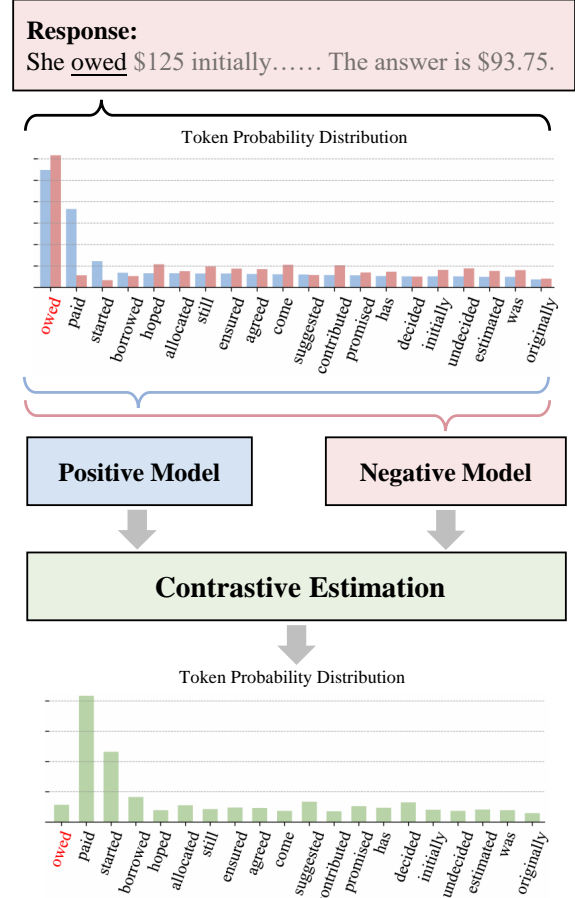 Response:
She owed $125 initially…… The answer is $93.75.
Token Probability Distribution
owed
paid
started
borrowed
hoped
allocated
still
ensured
agreed
come
suggested
contributed
promised
has
decided
initially
undecided
estimated
was
originally
Positive Model
Negative Model
Contrastive Estimation
Token Probability Distribution
owed
paid
started
borrowed
hoped
allocated
still
ensured
agreed
come
suggested
contributed
promised
has
decided
initially
undecided
estimated
was
originally